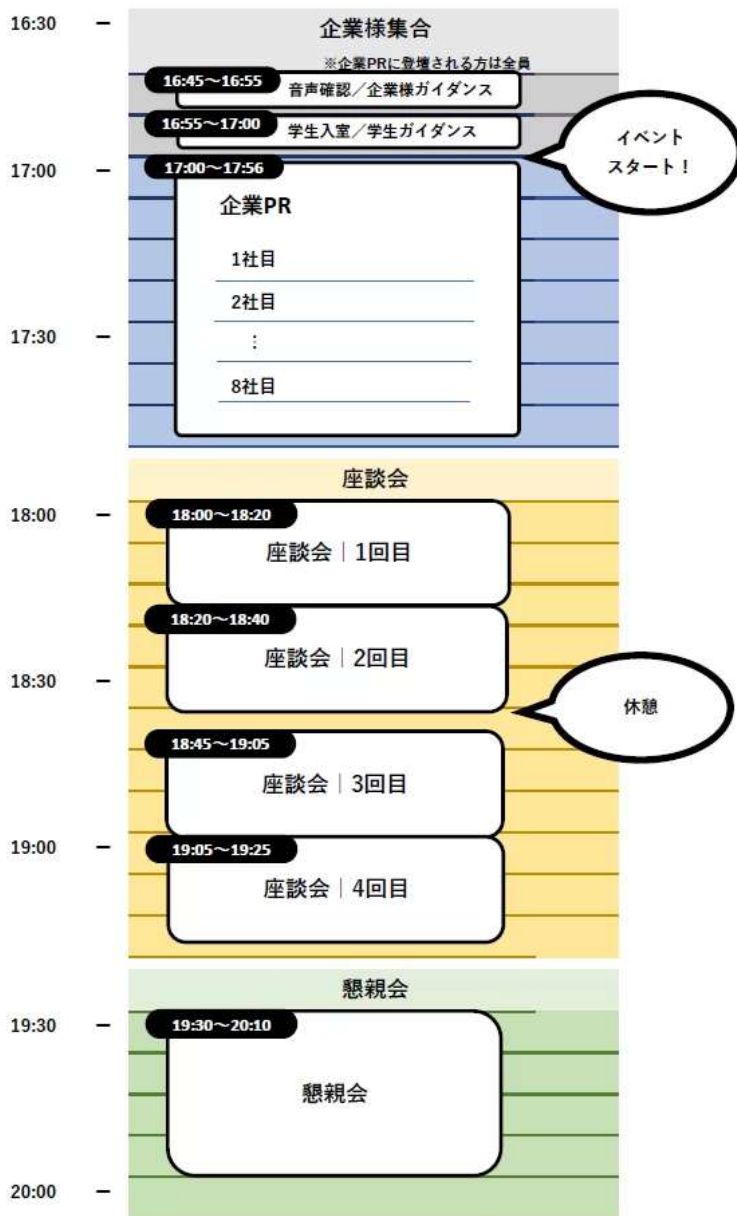 16:30
企業様集合
※企業PRに登壇される方は全員
16:45～16:55
音声確認／企業様ガイダンス
16:55～17:00
学生入室／学生ガイダンス
イベント
スタート！
17:00
17:00～17:56
企業PR
1社目
2社目
⋮
8社目
17:30
座談会
18:00
18:00～18:20
座談会｜1回目
18:20～18:40
座談会｜2回目
18:30
休憩
18:45～19:05
座談会｜3回目
19:00
19:05～19:25
座談会｜4回目
懇親会
19:30
19:30～20:10
懇親会
20:00